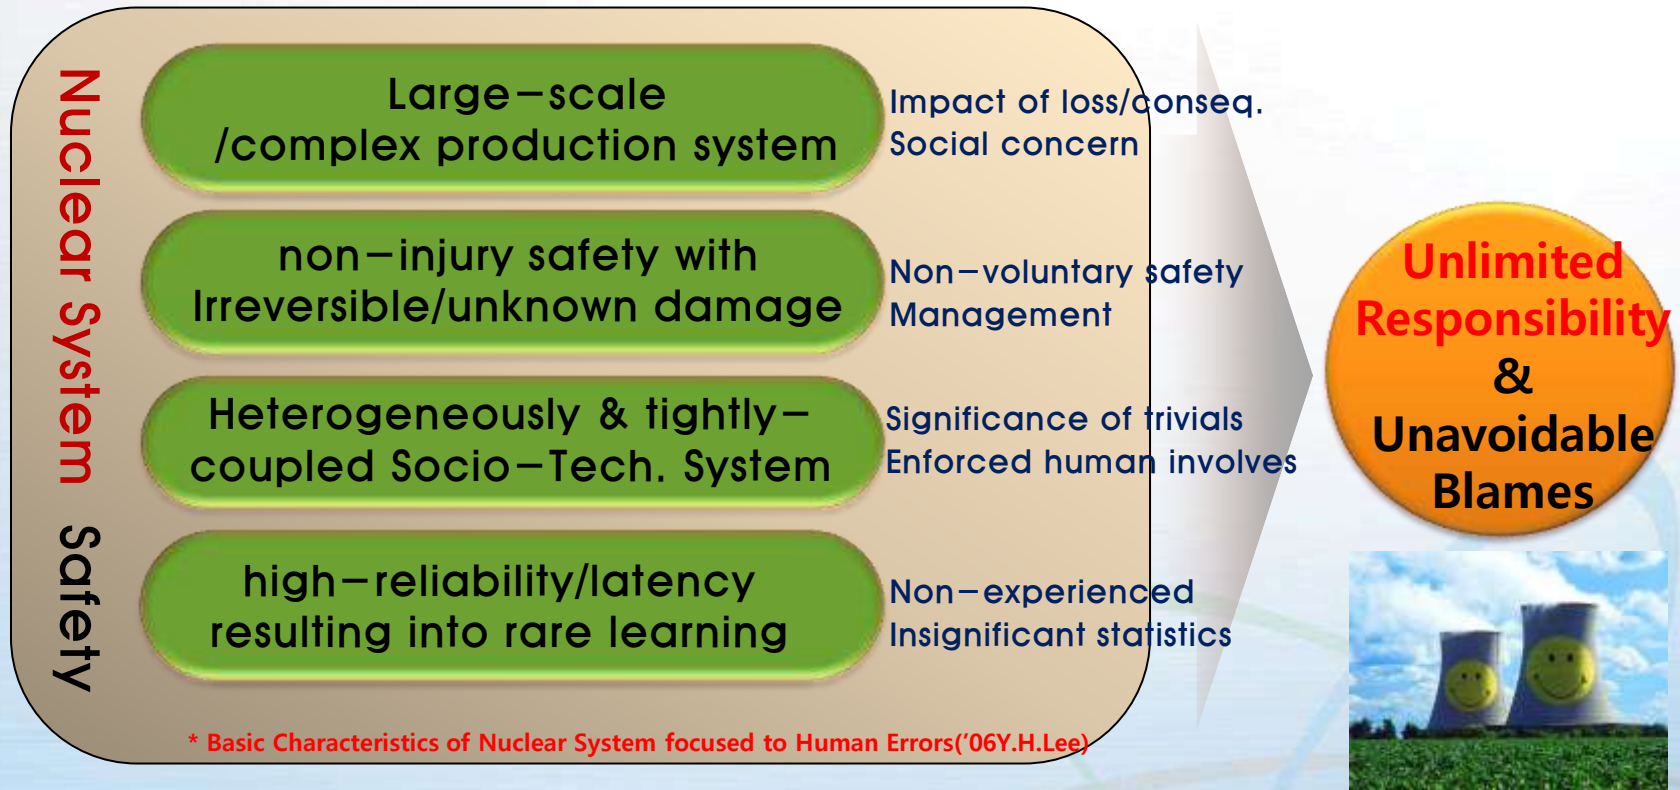 Nuclear System Safety
Large-scale
/complex production system
Impact of loss/conseq.
Social concern
non-injury safety with
Irreversible/unknown damage
Non-voluntary safety
Management
Heterogeneously & tightly-
coupled Socio-Tech. System
Significance of trivials
Enforced human involves
high-reliability/latency
resulting into rare learning
Non-experienced
Insignificant statistics
* Basic Characteristics of Nuclear System focused to Human Errors('06Y.H.Lee)
Unlimited
Responsibility
&
Unavoidable
Blames